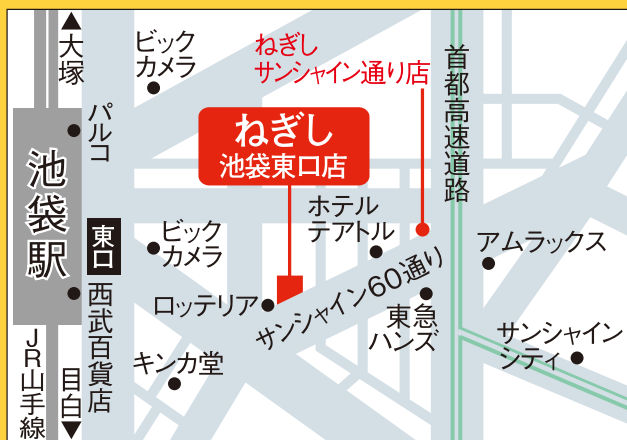 ▲大塚
ビック
カメラ
ねぎし
サンシャイン通り店
首都高速道路
パルコ
ねぎし
池袋東口店
池袋駅
ホテル
テアトル
東口
ビック
カメラ
アムラックス
サンシャイン60通り
ロッテリア
西武百貨店
東急
ハンズ
サンシャイン
シティ
キンカ堂
JR山手線
目白▼